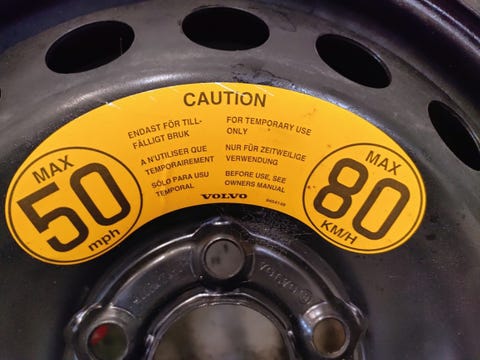 CAUTION
ENDAST FÖR TILL-
FÄLLIGT BRUK
A N'UTILISER QUE
TEMPORAIREMENT
SÓLO PARA USU
TEMPORAL
FOR TEMPORARY USE
ONLY
NUR FÜR ZEITWEILIGE
VERWENDUNG
BEFORE USE, SEE
OWNERS MANUAL
VOLVO
MAX
50
mph
MAX
80
KM/H
VOLVO